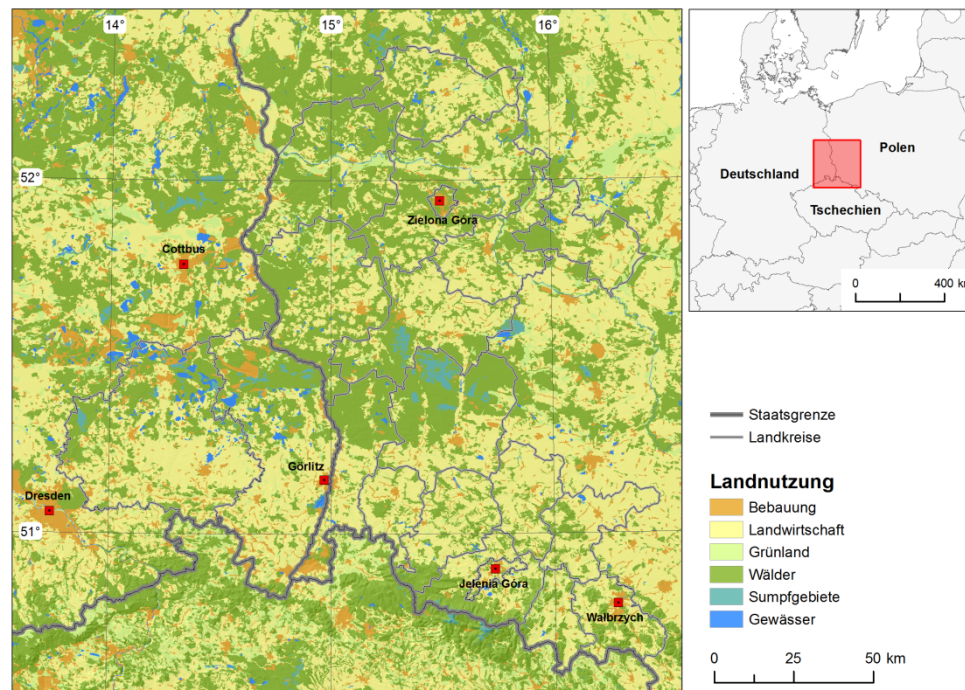 14
15
16
52°
51°
Zielona Góra
Cottbus
Görlitz
Dresden
Jelenia Góra
Wałbrzych
Polen
Deutschland
Tschechien
0 400 km
Staatsgrenze
Landkreise
Landnutzung
Bebauung
Landwirtschaft
Grünland
Wälder
Sumpfgebiete
Gewässer
0 25 50 km